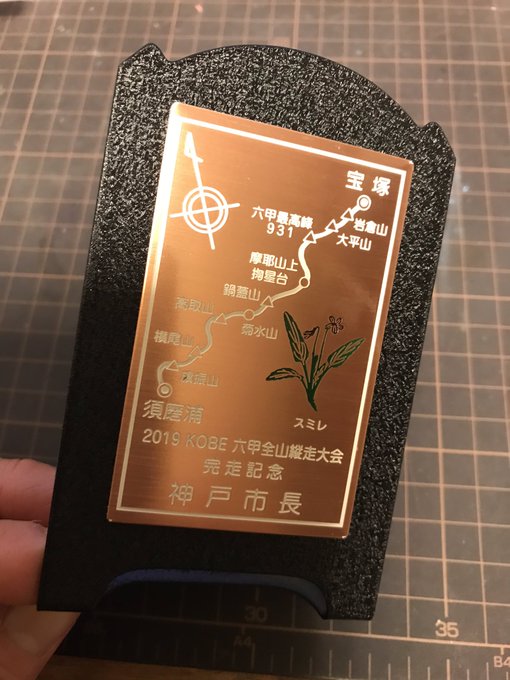 宝塚
六甲最高峰
931
岩倉山
大平山
摩耶山上
掬星台
鍋蓋山
菊水山
高取山
横尾山
須磨浦
スミレ
2019 KOBE 六甲全山縦走大会
完走記念
神戸市長
30
A4
35
B4